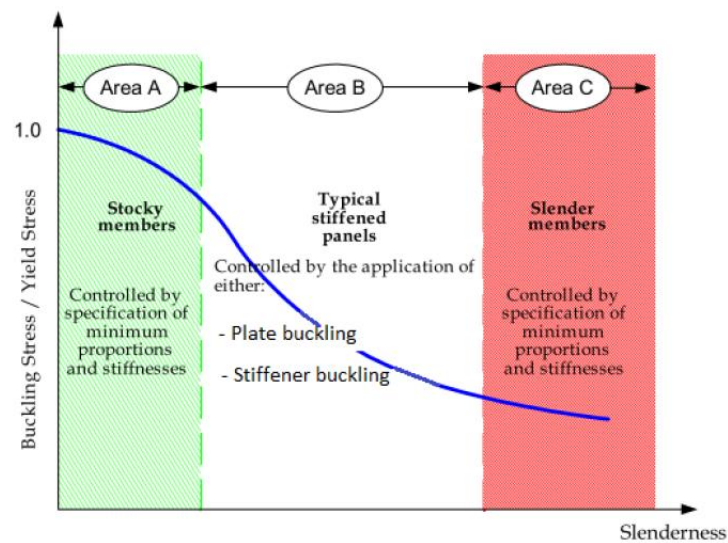 Area A
Area B
Area C
1.0
Buckling Stress / Yield Stress
Stocky
members
Controlled by
specification of
minimum
proportions
and stiffnesses
Typical
stiffened
panels
Controlled by the application of
either:
- Plate buckling
- Stiffener buckling
Slender
members
Controlled by
specification of
minimum
proportions
and stiffnesses
Slenderness